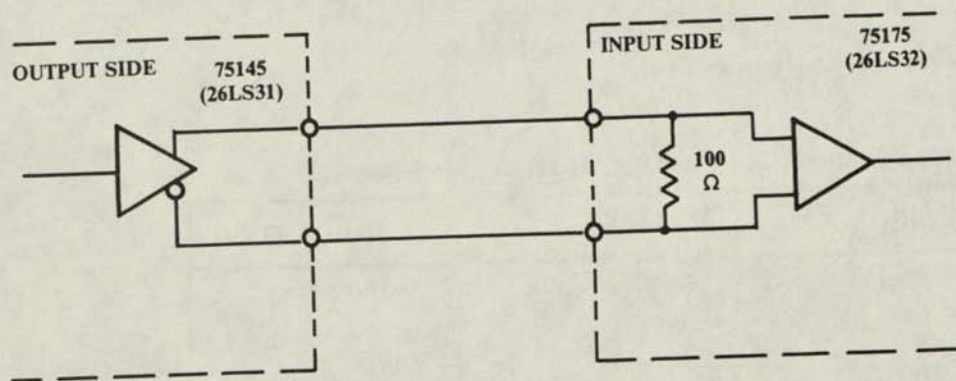 OUTPUT SIDE
75145
(26LS31)
INPUT SIDE
75175
(26LS32)
100
Ω